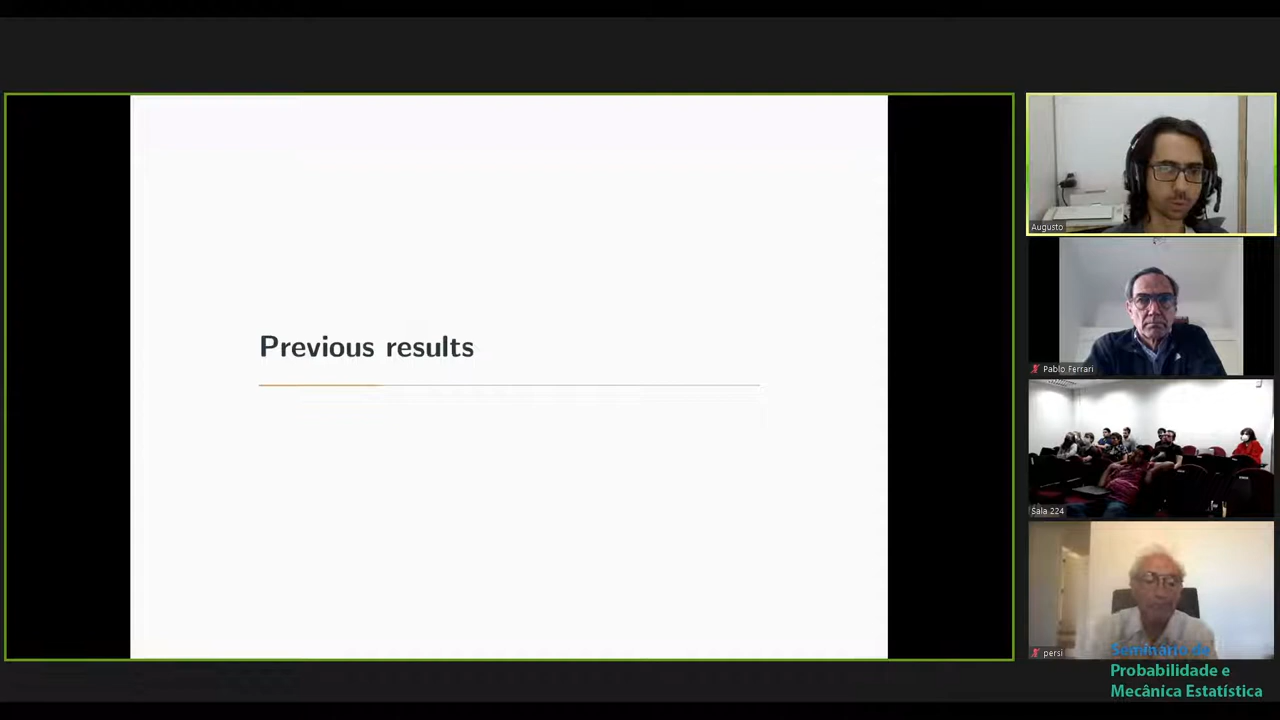 Previous results
Augusto
Pablo Ferrari
Sala 224
persi
Seminário de
Probabilidade e
Mecânica Estatística